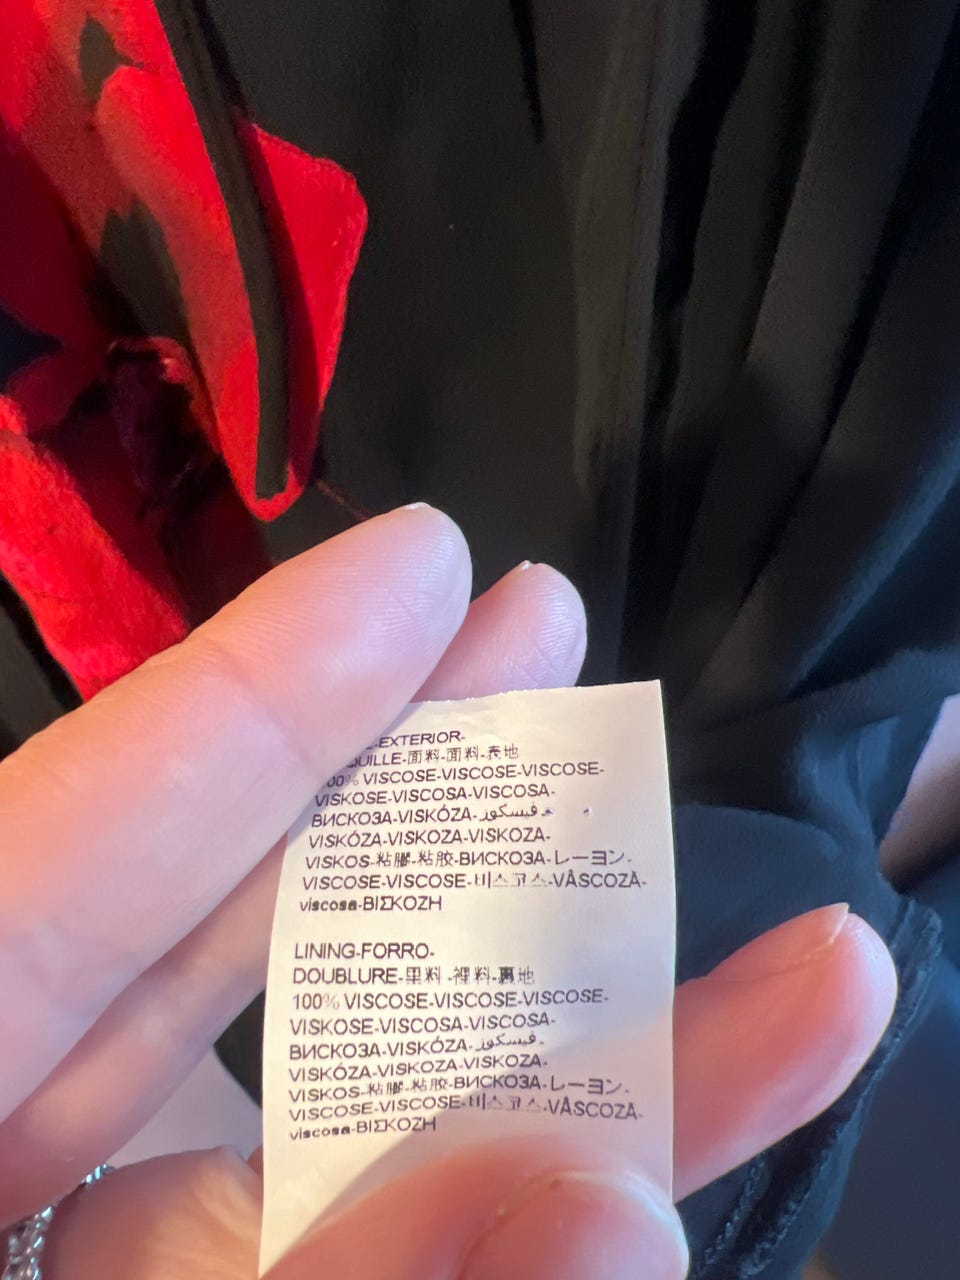 -EXTERIOR-
面料-面料-表地
VISCOSE-VISCOSE-VISCOSE-
VISKOSE-VISCOSA-VISCOSA-
ВИСКОЗА-VISKÓZA-فيسكوز-
VISKÓZA-VISKOZA-VISKOZA-
VISKOS-粘膠-粘胶-ВИСКОЗА-レーヨン-
VISCOSE-VISCOSE-비스코스-VÂSCOZĂ-
viscosa-ΒΙΣΚΟΖΗ
LINING-FORRO-
DOUBLURE-里料-裡料-裏地
100% VISCOSE-VISCOSE-VISCOSE-
VISKOSE-VISCOSA-VISCOSA-
ВИСКОЗА-VISKÓZA-فيسكوز-
VISKÓZA-VISKOZA-VISKOZA-
VISKOS-粘膠-粘胶-ВИСКОЗА-レーヨン-
VISCOSE-VISCOSE-비스코스-VÂSCOZĂ-
viscosa-ΒΙΣΚΟΖΗ